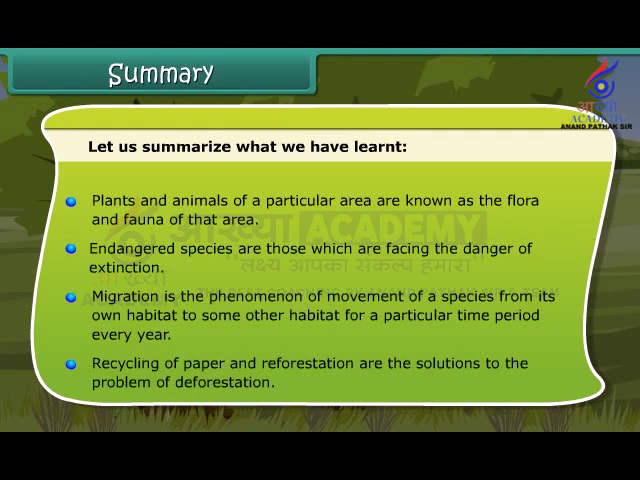 Summary
आख्या
ACADEMY
ANAND PATHAK SIR
Let us summarize what we have learnt:
Plants and animals of a particular area are known as the flora
and fauna of that area.
आख्या ACADEMY
Endangered species are those which are facing the danger of
extinction.
"लक्ष्य आपका संकल्प हमारा"
आख्या
Migration is the phenomenon of movement of a species from its
own habitat to some other habitat for a particular time period
every year.
Recycling of paper and reforestation are the solutions to the
problem of deforestation.